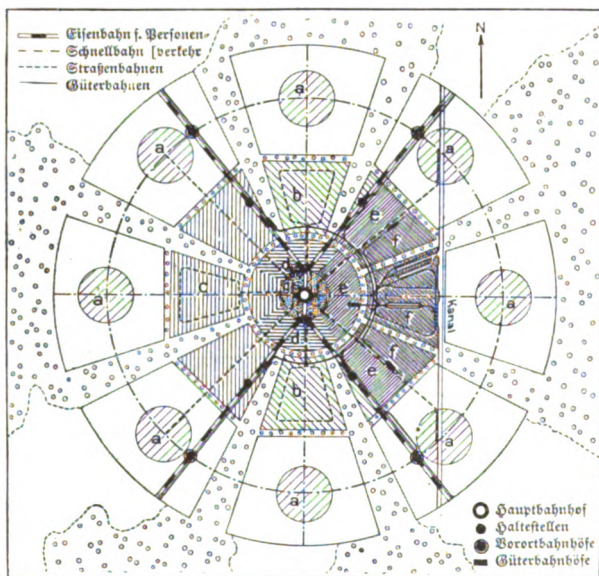 Eisenbahn f. Personen-
Schnellbahn [verkehr
Straßenbahnen
Güterbahnen
N
a
a
a
a
a
a
a
a
b
c
e
f
e
d
d
f
f
e
b
Kanal
Hauptbahnhof
Haltestellen
Vorortbahnhöfe
Güterbahnhöfe